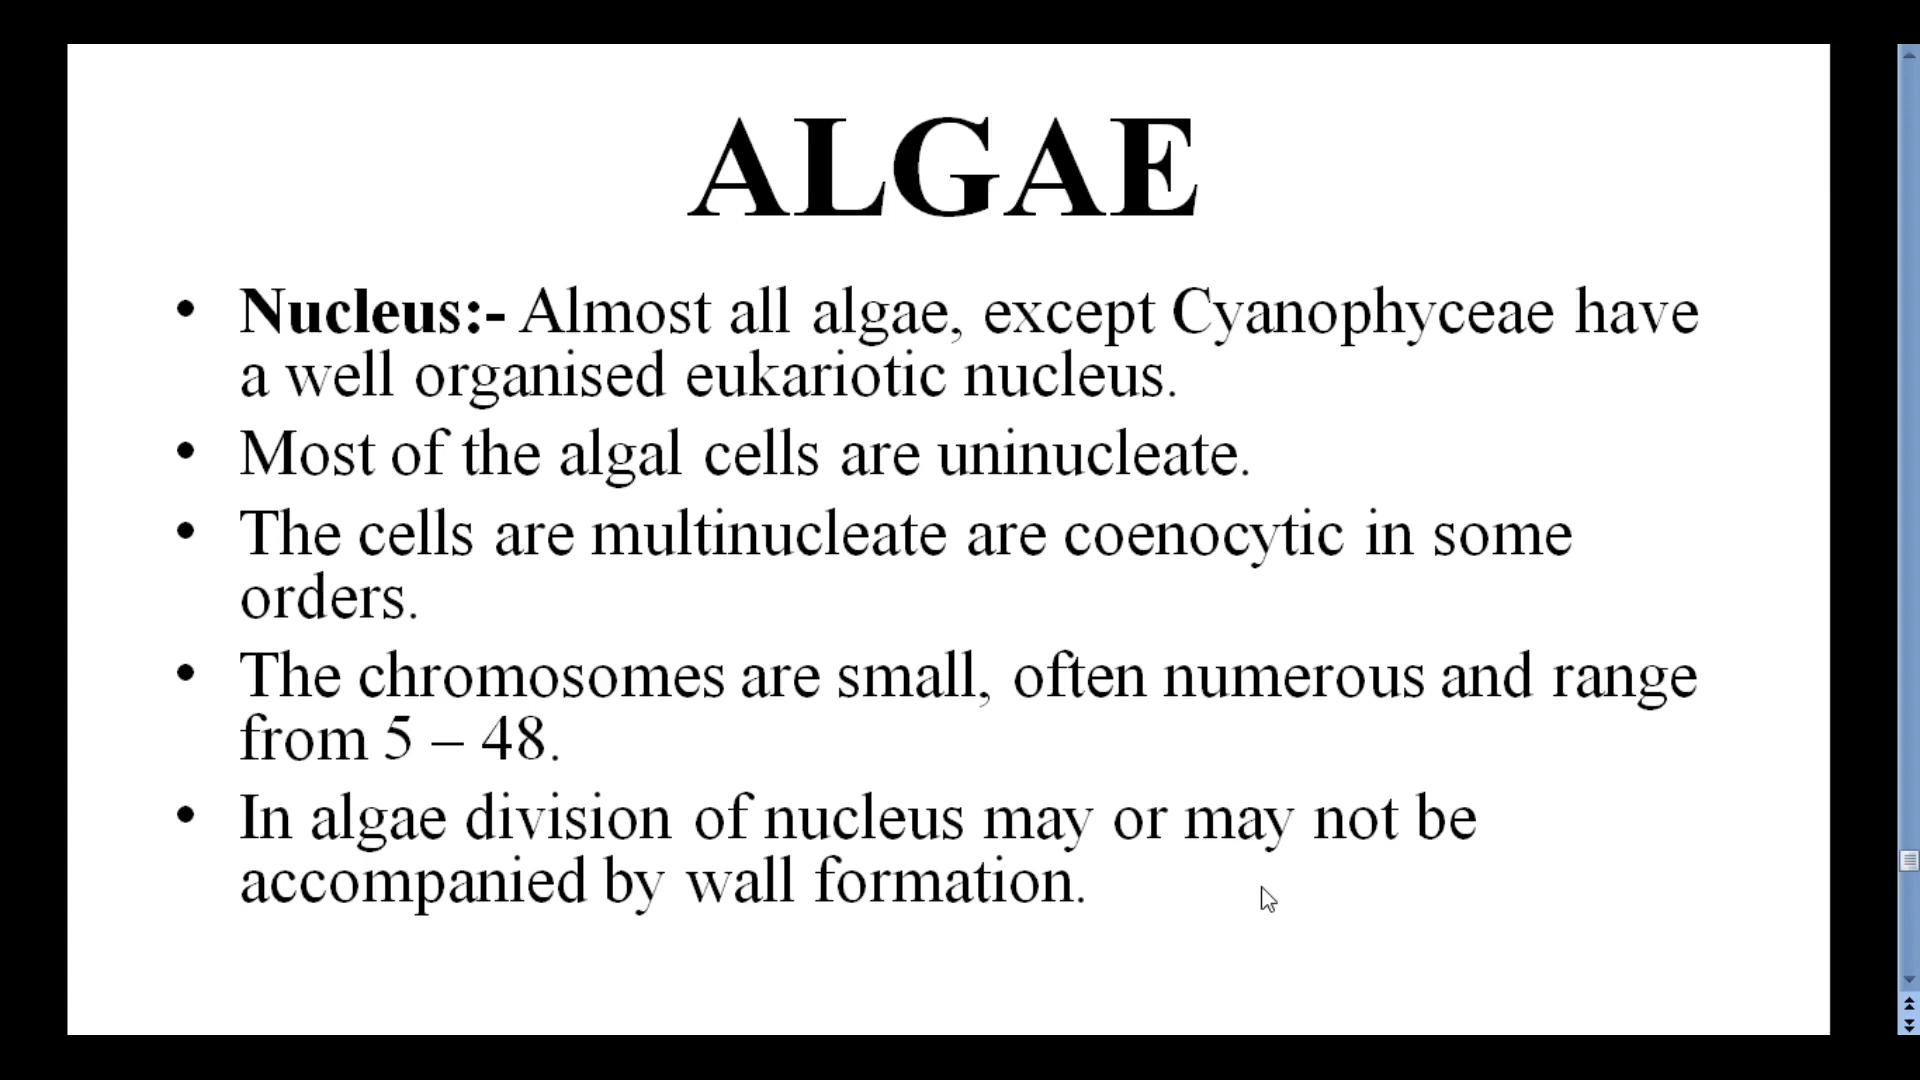 ALGAE
• Nucleus:- Almost all algae, except Cyanophyceae have
a well organised eukariotic nucleus.
• Most of the algal cells are uninucleate.
• The cells are multinucleate are coenocytic in some
orders.
• The chromosomes are small, often numerous and range
from 5 – 48.
• In algae division of nucleus may or may not be
accompanied by wall formation.